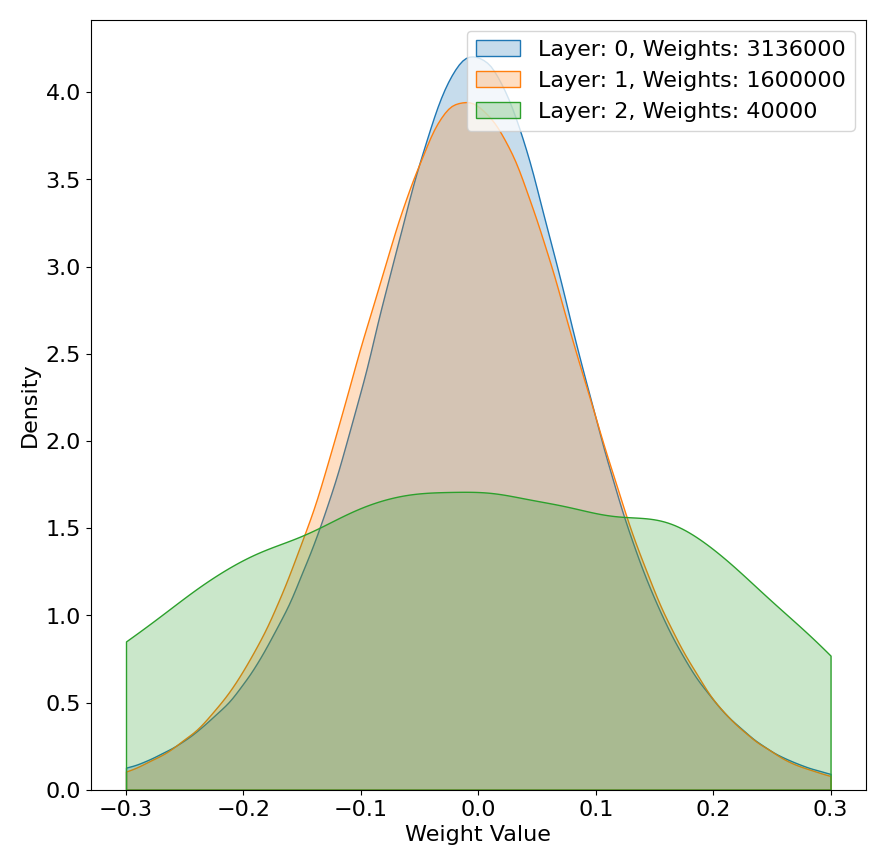 Layer: 0, Weights: 3136000
Layer: 1, Weights: 1600000
Layer: 2, Weights: 40000
4.0
3.5
3.0
2.5
2.0
1.5
1.0
0.5
0.0
Density
−0.3 −0.2 −0.1 0.0 0.1 0.2 0.3
Weight Value